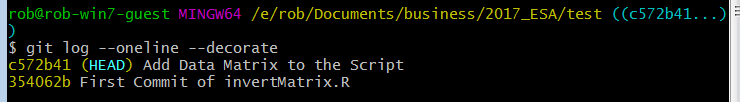 rob@rob-win7-guest MINGW64 /e/rob/Documents/business/2017_ESA/test ((c572b41...)
)
$ git log --oneline --decorate
c572b41 (HEAD) Add Data Matrix to the Script
354062b First Commit of invertMatrix.R